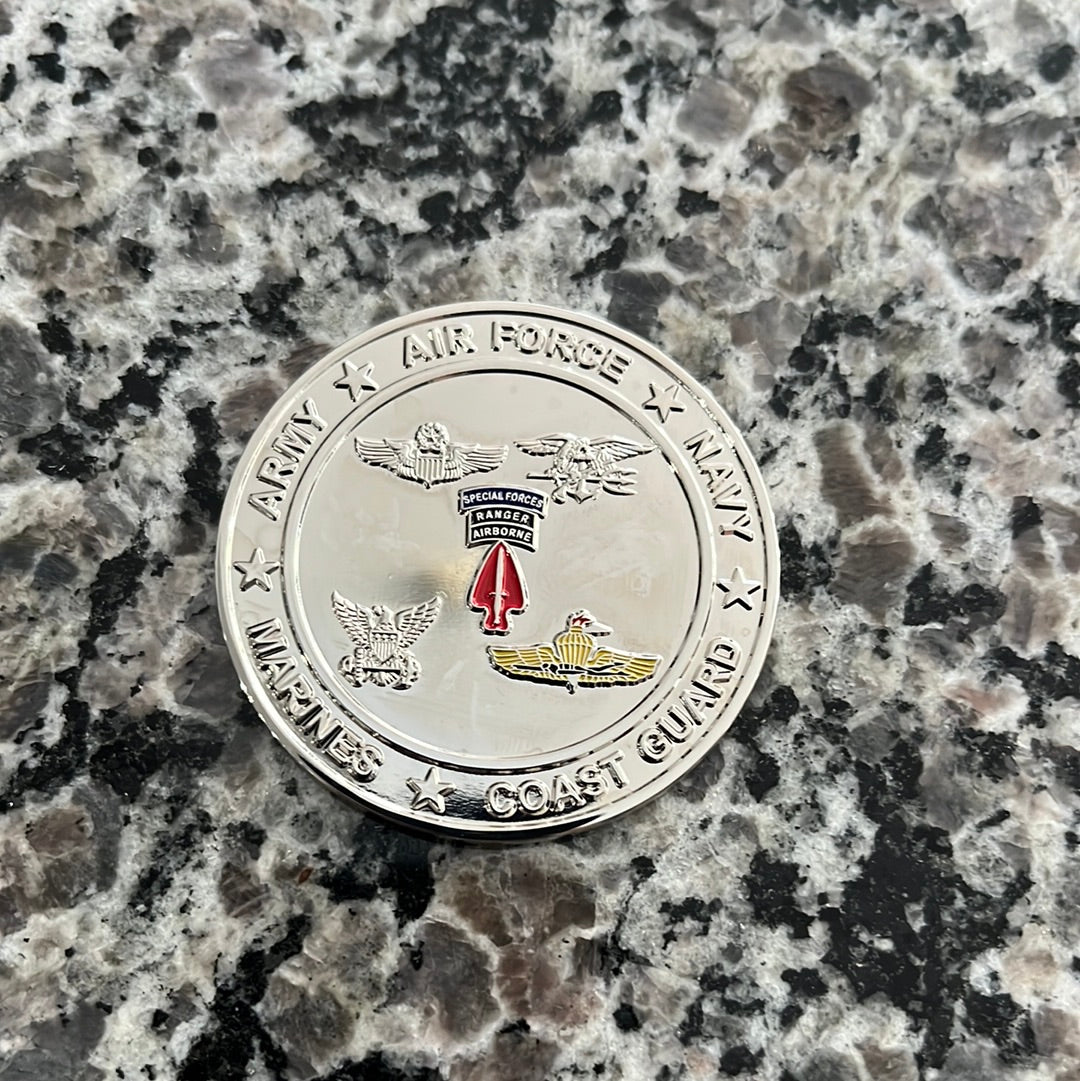 ARMY
AIR FORCE
NAVY
MARINES
COAST GUARD
SPECIAL FORCES
RANGER
AIRBORNE